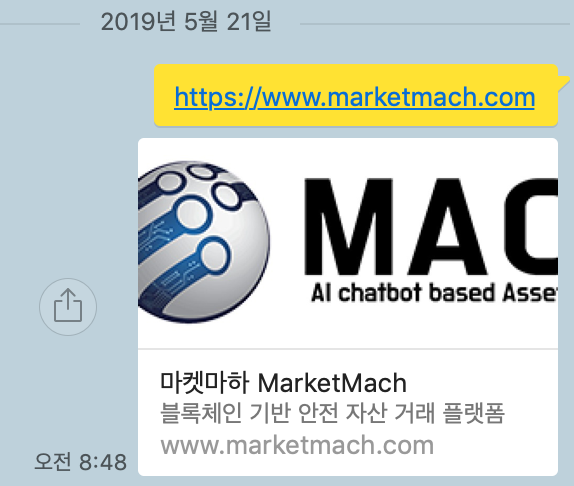 2019년 5월 21일
https://www.marketmach.com
MAC
AI chatbot based Asse
마켓마하 MarketMach
블록체인 기반 안전 자산 거래 플랫폼
www.marketmach.com
오전 8:48